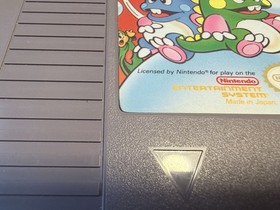 Licensed by Nintendo® for play on the
Nintendo
ENTERTAINMENT
SYSTEM®
Made in Japan